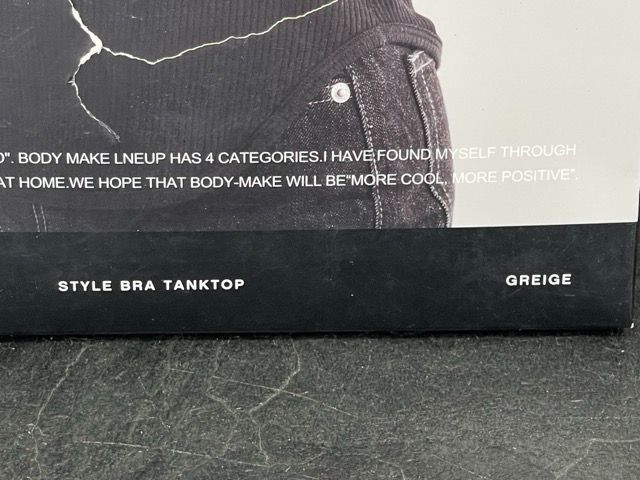 ". BODY MAKE LNEUP HAS 4 CATEGORIES.I HAVE FOUND MYSELF THROUGH
AT HOME.WE HOPE THAT BODY-MAKE WILL BE"MORE COOL, MORE POSITIVE".
STYLE BRA TANKTOP
GREIGE